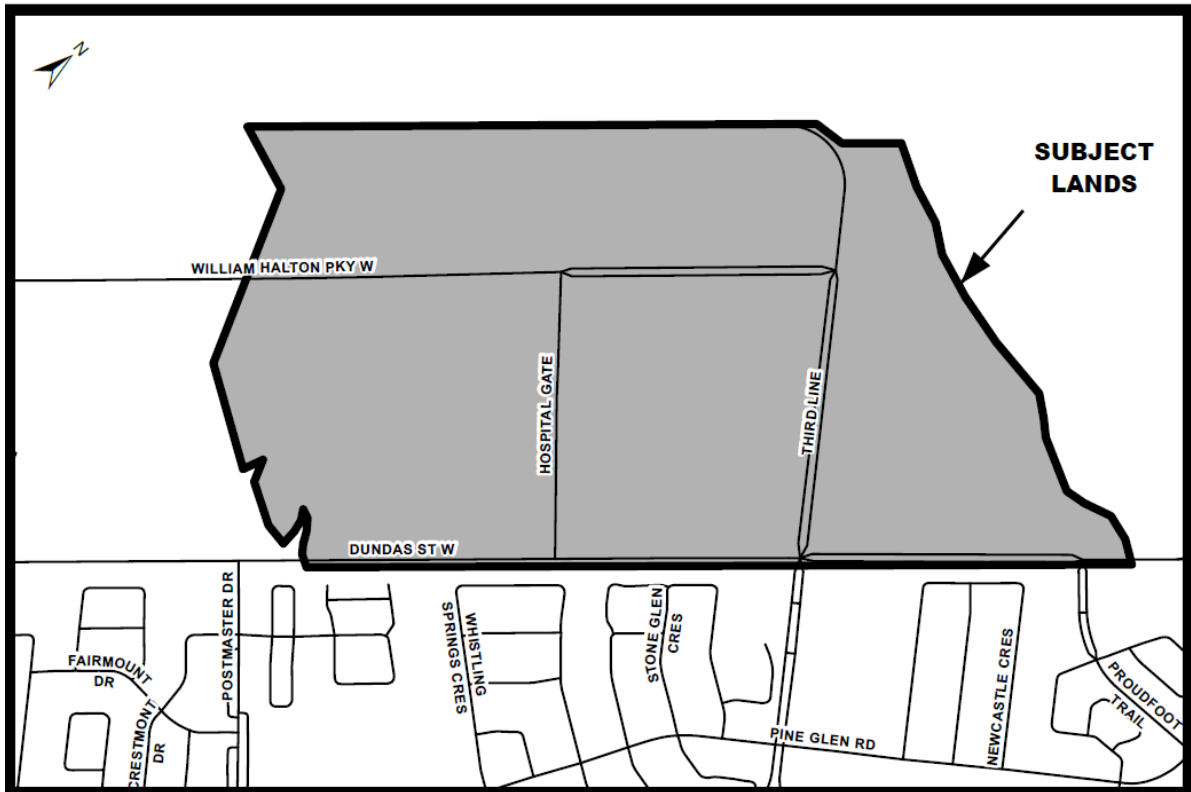 N
SUBJECT
LANDS
WILLIAM HALTON PKY W
HOSPITAL GATE
THIRD LINE
DUNDAS ST W
POSTMASTER DR
WHISTLING
SPRINGS CRES
STONE GLEN
CRES
FAIRMOUNT
DR
CRESTMONT
DR
NEWCASTLE CRES
PROUDFOOT
TRAIL
PINE GLEN RD